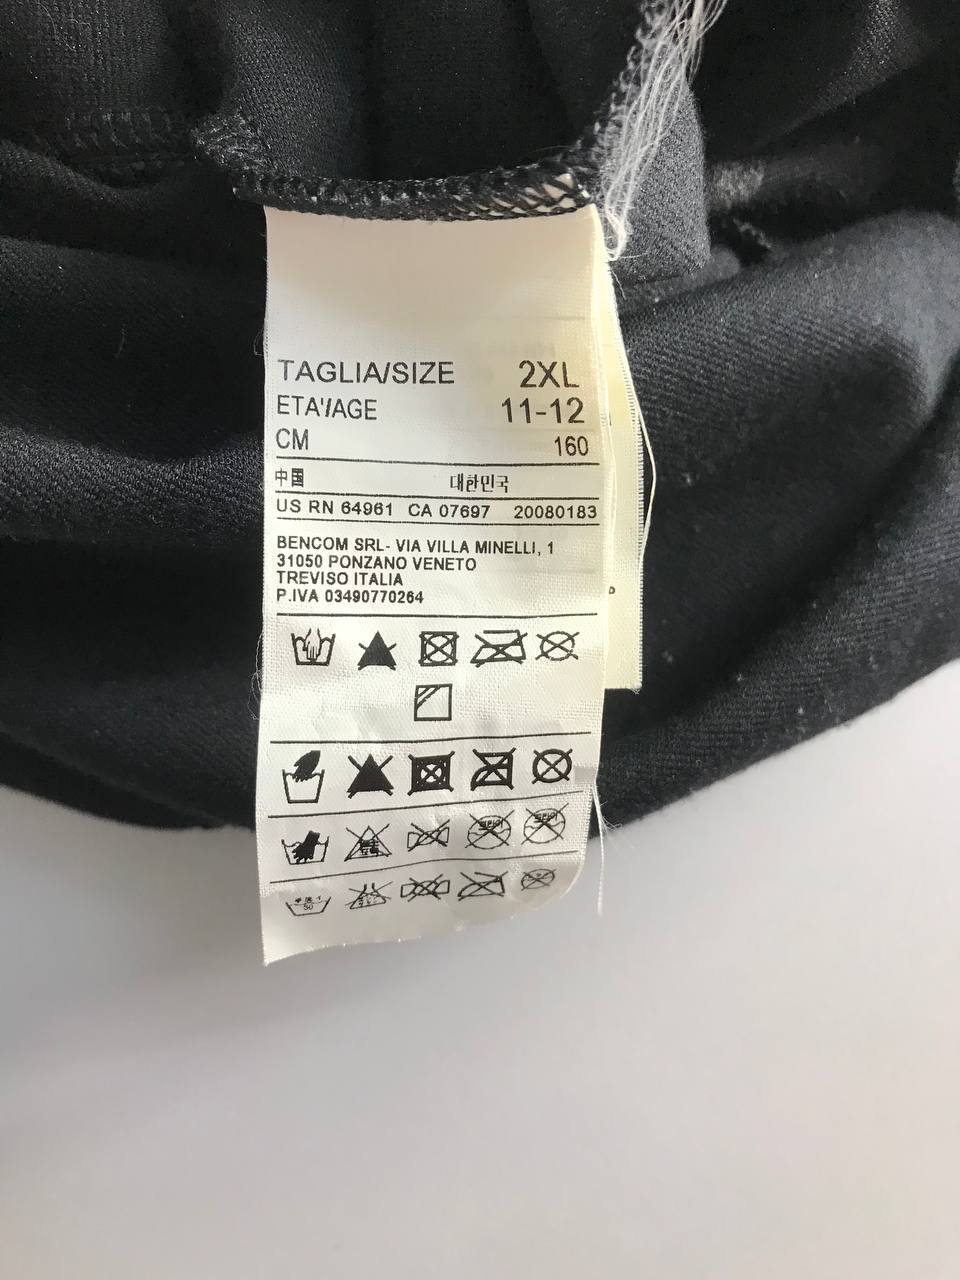 TAGLIA/SIZE 2XL
ETA'/AGE 11-12
CM 160
中国 대한민국
US RN 64961 CA 07697 20080183
BENCOM SRL- VIA VILLA MINELLI, 1
31050 PONZANO VENETO
TREVISO ITALIA
P.IVA 03490770264